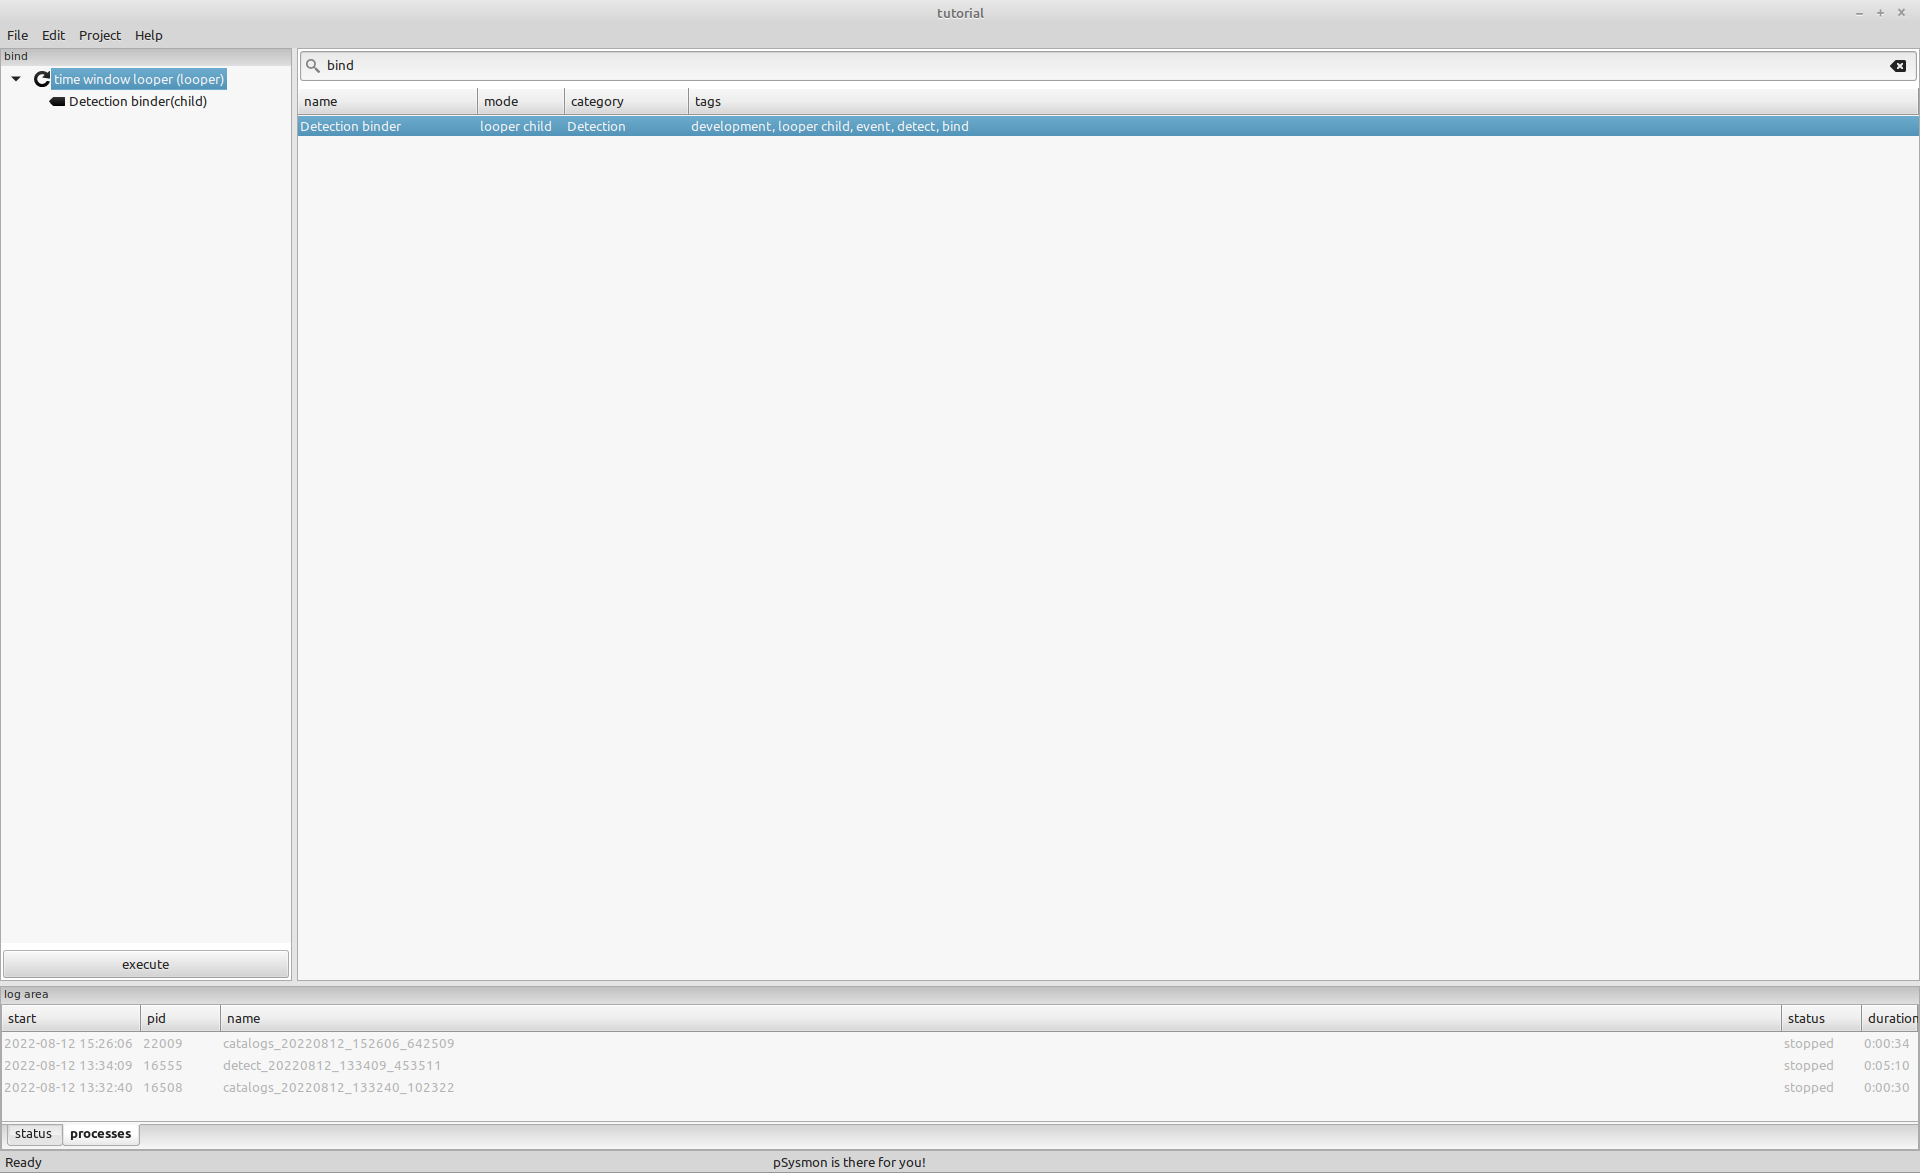 tutorial
File Edit Project Help
bind
time window looper (looper)
Detection binder(child)
execute
bind
name mode category tags
Detection binder looper child Detection development, looper child, event, detect, bind
log area
start pid name status duration
2022-08-12 15:26:06 22009 catalogs_20220812_152606_642509 stopped 0:00:34
2022-08-12 13:34:09 16555 detect_20220812_133409_453511 stopped 0:05:10
2022-08-12 13:32:40 16508 catalogs_20220812_133240_102322 stopped 0:00:30
status processes
Ready pSysmon is there for you!